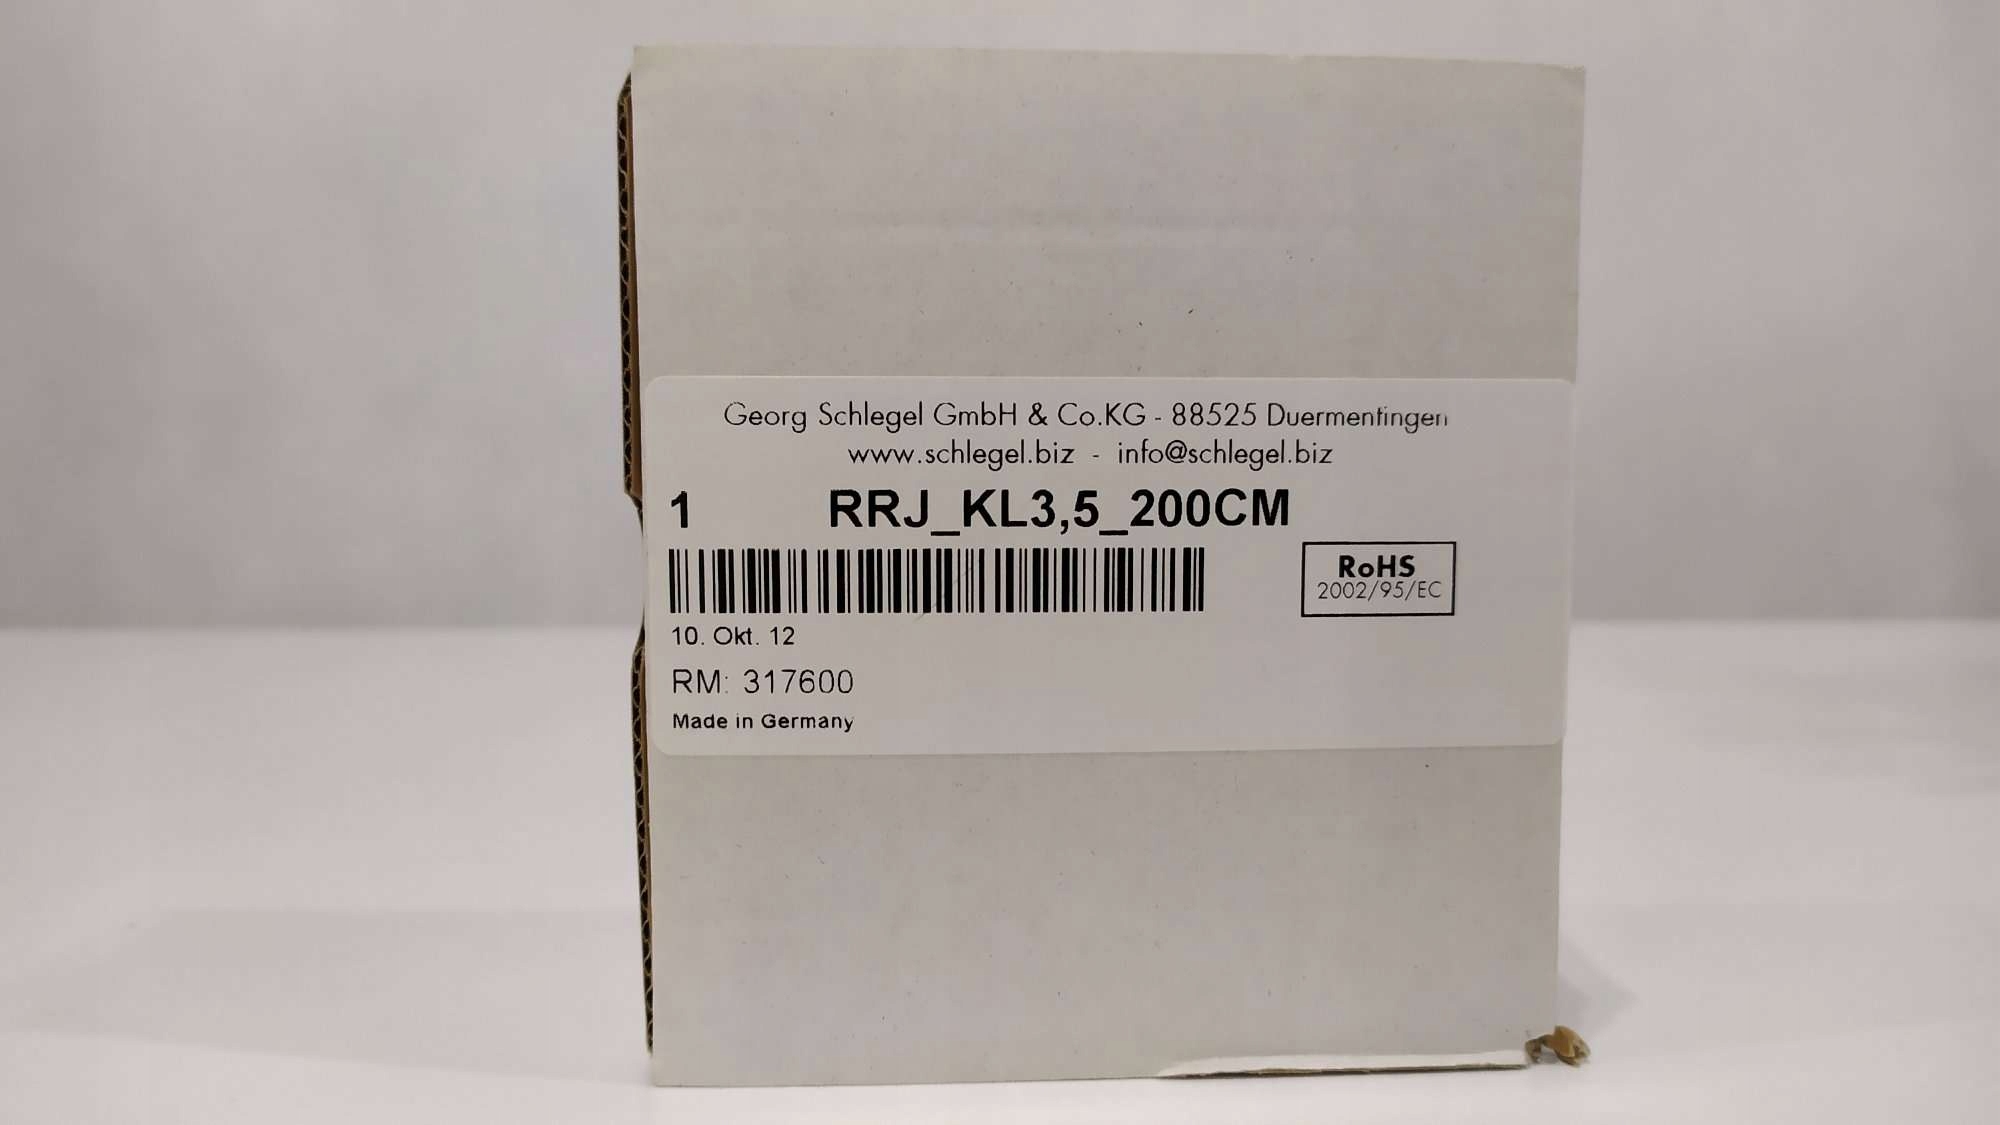 Georg Schlegel GmbH & Co.KG - 88525 Duermentingen
www.schlegel.biz - info@schlegel.biz
1 RRJ_KL3,5_200CM
RoHS
2002/95/EC
10. Okt. 12
RM: 317600
Made in Germany